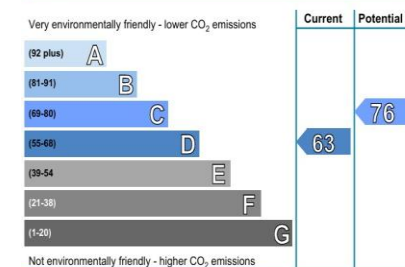 Current Potential
Very environmentally friendly - lower CO2 emissions
(92 plus) A
(81-91) B
(69-80) C
76
(55-68) D
63
(39-54 E
(21-38) F
(1-20) G
Not environmentally friendly - higher CO2 emissions